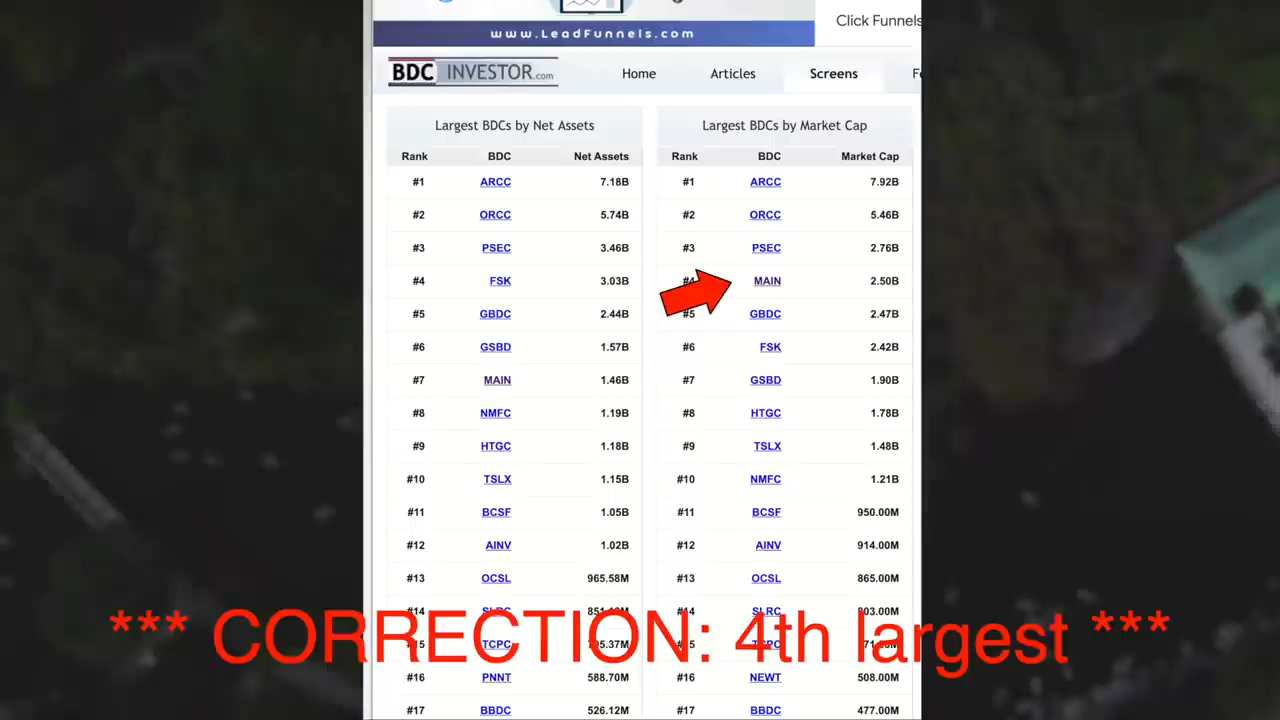 www.LeadFunnels.com
Click Funnels
BDC INVESTOR.com
Home Articles Screens
Largest BDCs by Net Assets
Rank BDC Net Assets
#1 ARCC 7.18B
#2 ORCC 5.74B
#3 PSEC 3.46B
#4 FSK 3.03B
#5 GBDC 2.44B
#6 GSBD 1.57B
#7 MAIN 1.46B
#8 NMFC 1.19B
#9 HTGC 1.18B
#10 TSLX 1.15B
#11 BCSF 1.05B
#12 AINV 1.02B
#13 OCSL 965.58M
#14 SLRC
TCPC
#16 PNNT 588.70M
#17 BBDC 526.12M
Largest BDCs by Market Cap
Rank BDC Market Cap
#1 ARCC 7.92B
#2 ORCC 5.46B
#3 PSEC 2.76B
#4 MAIN 2.50B
#5 GBDC 2.47B
#6 FSK 2.42B
#7 GSBD 1.90B
#8 HTGC 1.78B
#9 TSLX 1.48B
#10 NMFC 1.21B
#11 BCSF 950.00M
#12 AINV 914.00M
#13 OCSL 865.00M
#14 SLRC
TCPC
#16 NEWT 508.00M
#17 BBDC 477.00M
*** CORRECTION: 4th largest ***